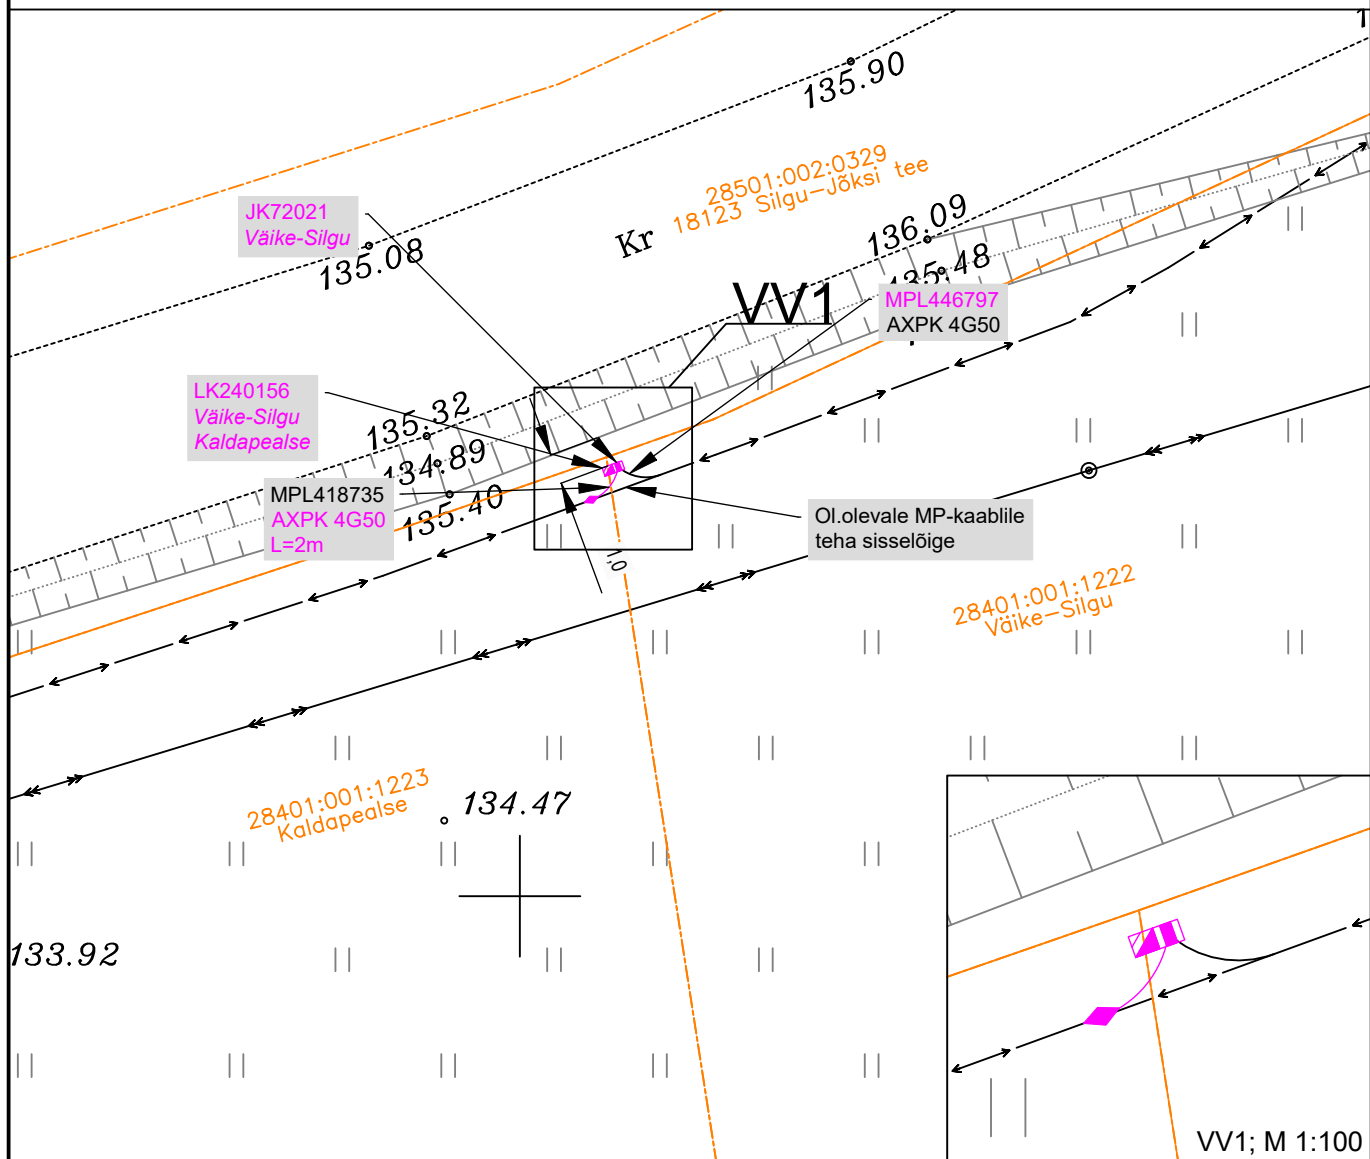 135.90
28501:002:0329
18123 Silgu-Jõksi tee
JK72021
Väike-Silgu
135.08
Kr
136.09
135.48
VV1
MPL446797
AXPK 4G50
LK240156
Väike-Silgu
Kaldapealse
135.32
134.89
135.40
MPL418735
AXPK 4G50
L=2m
Ol.olevale MP-kaablile
teha sisselõige
1,0
28401:001:1222
Väike-Silgu
28401:001:1223
Kaldapealse
134.47
133.92
VV1; M 1:100